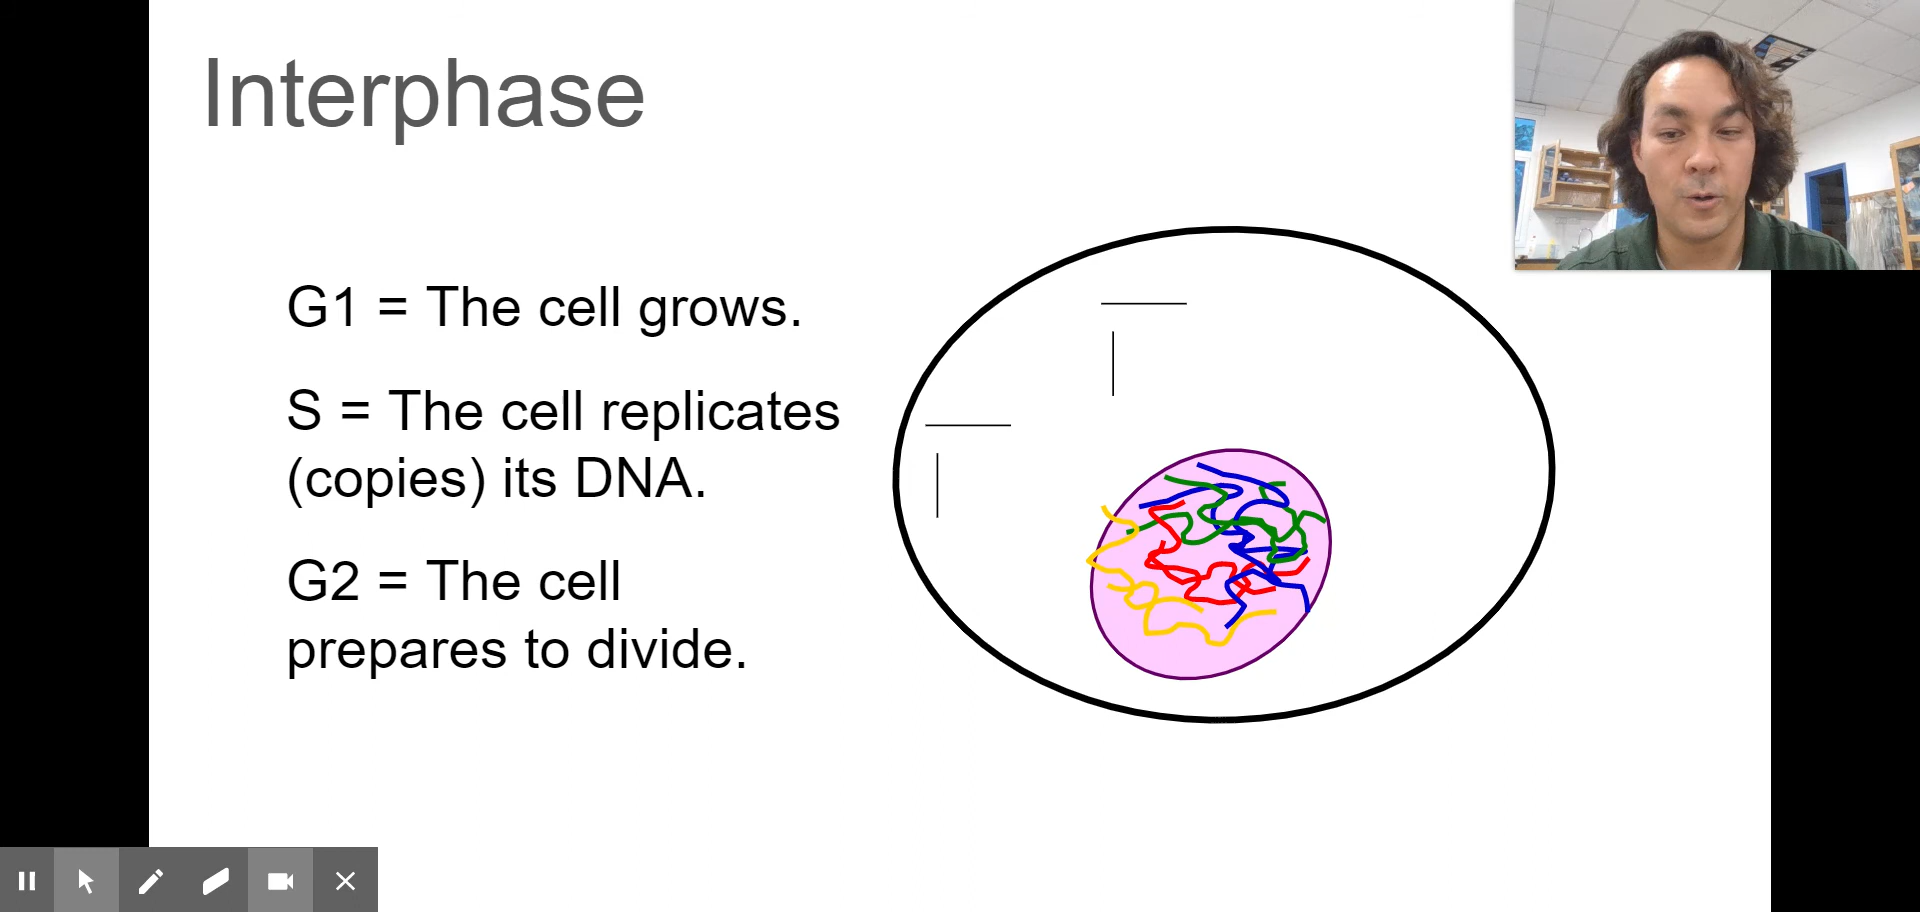 Interphase
G1 = The cell grows.
S = The cell replicates
(copies) its DNA.
G2 = The cell
prepares to divide.